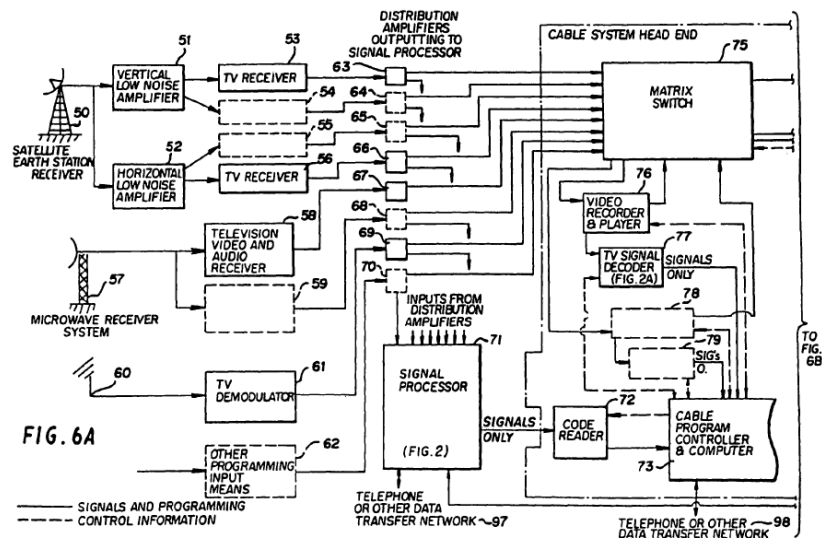 DISTRIBUTION
AMPLIFIERS
OUTPUTTING TO
SIGNAL PROCESSOR
CABLE SYSTEM HEAD END
51
VERTICAL
LOW NOISE
AMPLIFIER
53
TV RECEIVER
63
75
MATRIX
SWITCH
54
64
50
SATELLITE
EARTH STATION
RECEIVER
55
65
52
HORIZONTAL
LOW NOISE
AMPLIFIER
56
TV RECEIVER
66
67
58
TELEVISION
VIDEO AND
AUDIO
RECEIVER
68
69
70
76
VIDEO
RECORDER
& PLAYER
77
TV SIGNAL
DECODER
(FIG.2A)
SIGNALS
ONLY
57
MICROWAVE RECEIVER
SYSTEM
59
INPUTS FROM
DISTRIBUTION
AMPLIFIERS
78
79
SIG's
O.
TO
FIG.
6B
60
61
TV
DEMODULATOR
71
SIGNAL
PROCESSOR
(FIG.2)
SIGNALS
ONLY
72
CODE
READER
CABLE
PROGRAM
CONTROLLER
& COMPUTER
73
FIG. 6A
62
OTHER
PROGRAMMING
INPUT
MEANS
TELEPHONE
OR OTHER DATA
TRANSFER NETWORK 97
TELEPHONE OR OTHER
DATA TRANSFER NETWORK 98
SIGNALS AND PROGRAMMING
CONTROL INFORMATION